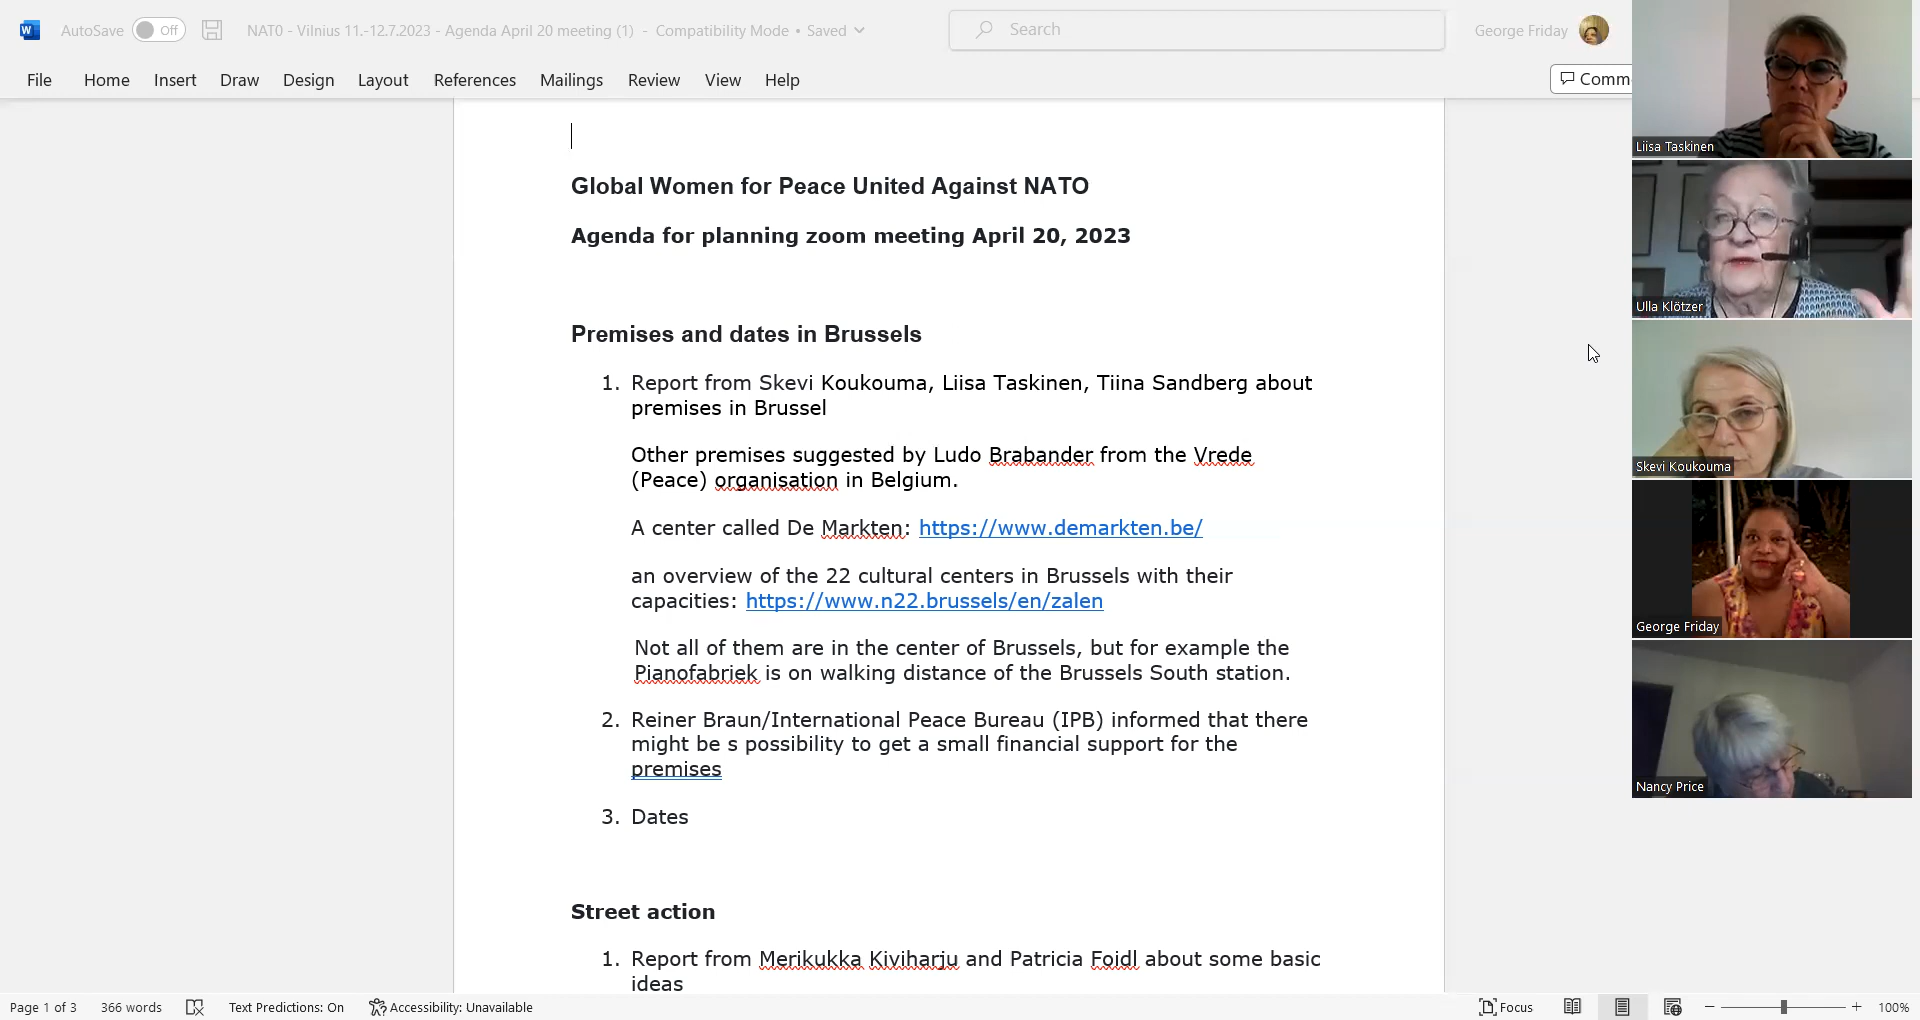 AutoSave Off NAT0 - Vilnius 11.-12.7.2023 - Agenda April 20 meeting (1) - Compatibility Mode • Saved Search George Friday
File Home Insert Draw Design Layout References Mailings Review View Help Comm
Global Women for Peace United Against NATO
Agenda for planning zoom meeting April 20, 2023
Premises and dates in Brussels
1. Report from Skevi Koukouma, Liisa Taskinen, Tiina Sandberg about
premises in Brussel
Other premises suggested by Ludo Brabander from the Vrede
(Peace) organisation in Belgium.
A center called De Markten: https://www.demarkten.be/
an overview of the 22 cultural centers in Brussels with their
capacities: https://www.n22.brussels/en/zalen
Not all of them are in the center of Brussels, but for example the
Pianofabriek is on walking distance of the Brussels South station.
2. Reiner Braun/International Peace Bureau (IPB) informed that there
might be s possibility to get a small financial support for the
premises
3. Dates
Street action
1. Report from Merikukka Kiviharju and Patricia Foidl about some basic
ideas
Liisa Taskinen
Ulla Klötzer
Skevi Koukouma
George Friday
Nancy Price
Page 1 of 3 366 words Text Predictions: On Accessibility: Unavailable Focus 100%